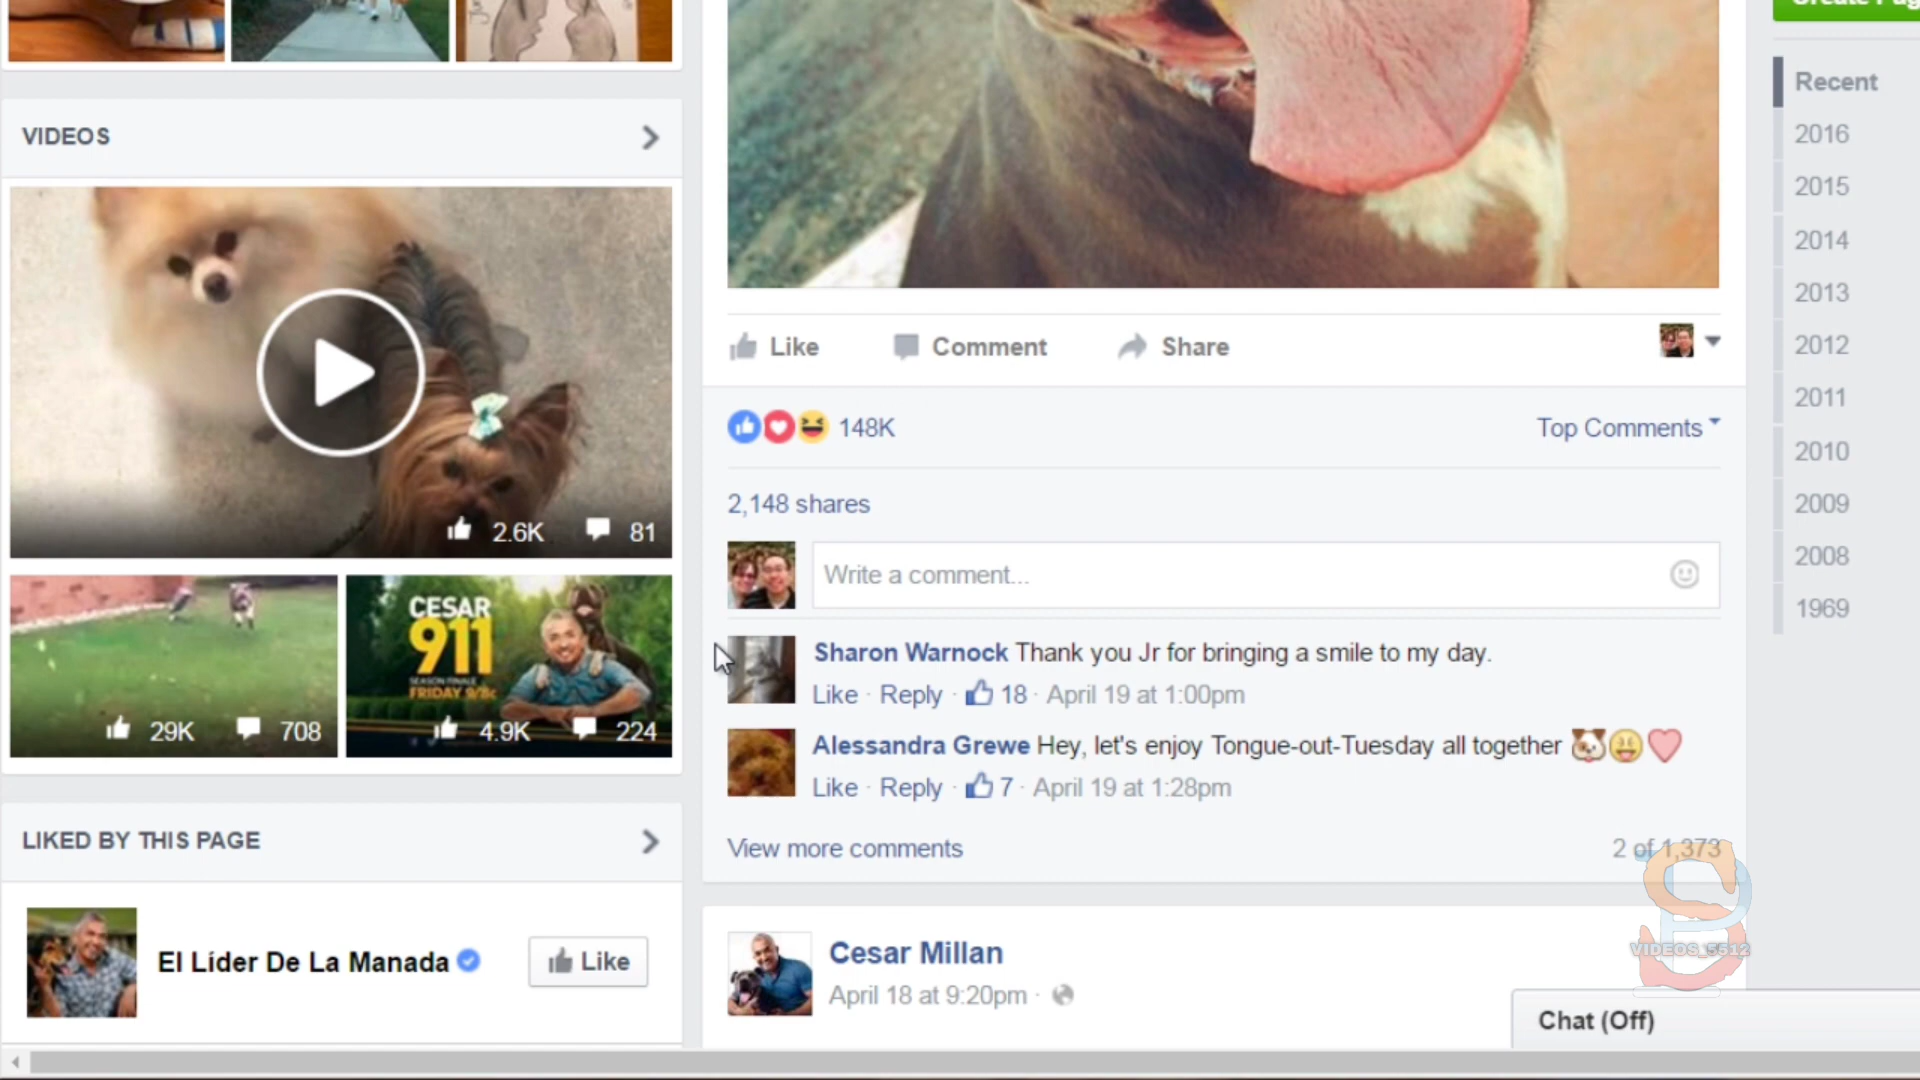 VIDEOS
2.6K 81
29K 708
CESAR
911
SEASON FINALE
FRIDAY 9/8c
4.9K 224
LIKED BY THIS PAGE
El Líder De La Manada
Like
Like Comment Share
148K
Top Comments
2,148 shares
Write a comment...
Sharon Warnock Thank you Jr for bringing a smile to my day.
Like · Reply · 18 · April 19 at 1:00pm
Alessandra Grewe Hey, let's enjoy Tongue-out-Tuesday all together
Like · Reply · 7 · April 19 at 1:28pm
View more comments
2 of 1,373
Cesar Millan
April 18 at 9:20pm ·
VIDEOS_5512
Chat (Off)
Recent
2016
2015
2014
2013
2012
2011
2010
2009
2008
1969